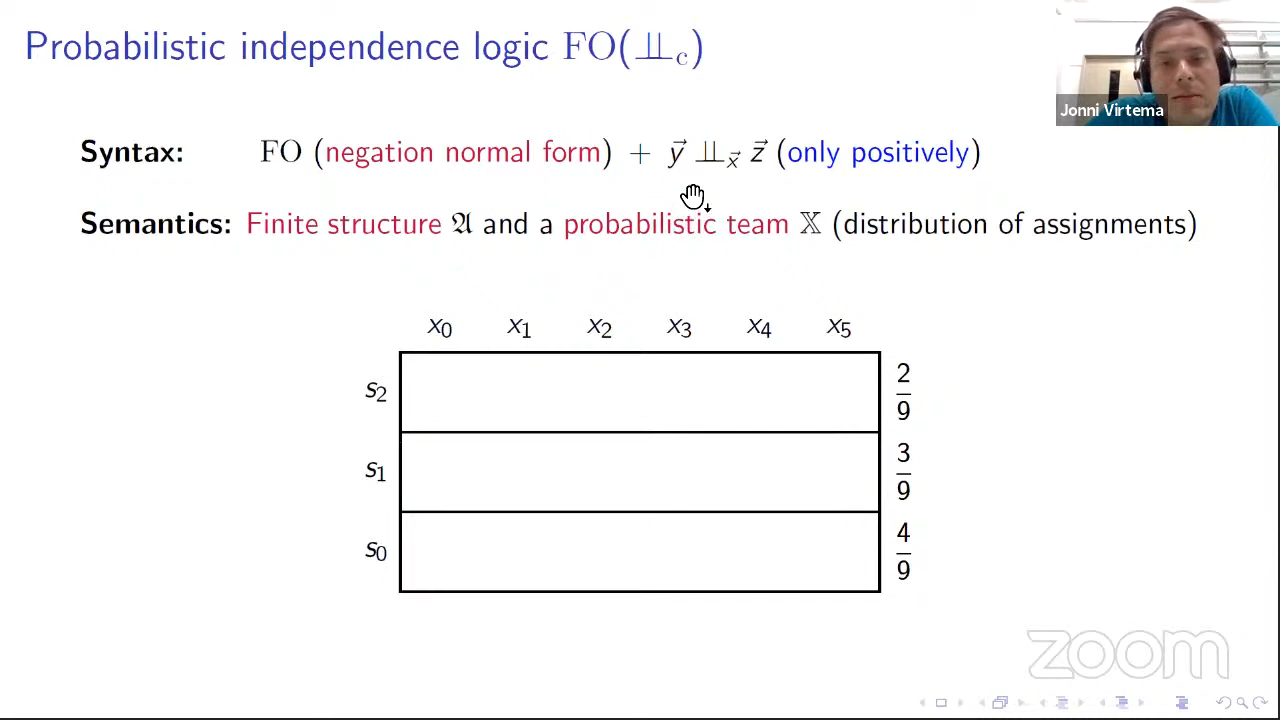 Probabilistic independence logic FO(⫫c)
Jonni Virtema
Syntax: FO (negation normal form) + y⃗ ⫫x⃗ z⃗ (only positively)
Semantics: Finite structure 𝔄 and a probabilistic team 𝕏 (distribution of assignments)
x0 x1 x2 x3 x4 x5
s2 2/9
s1 3/9
s0 4/9
zoom